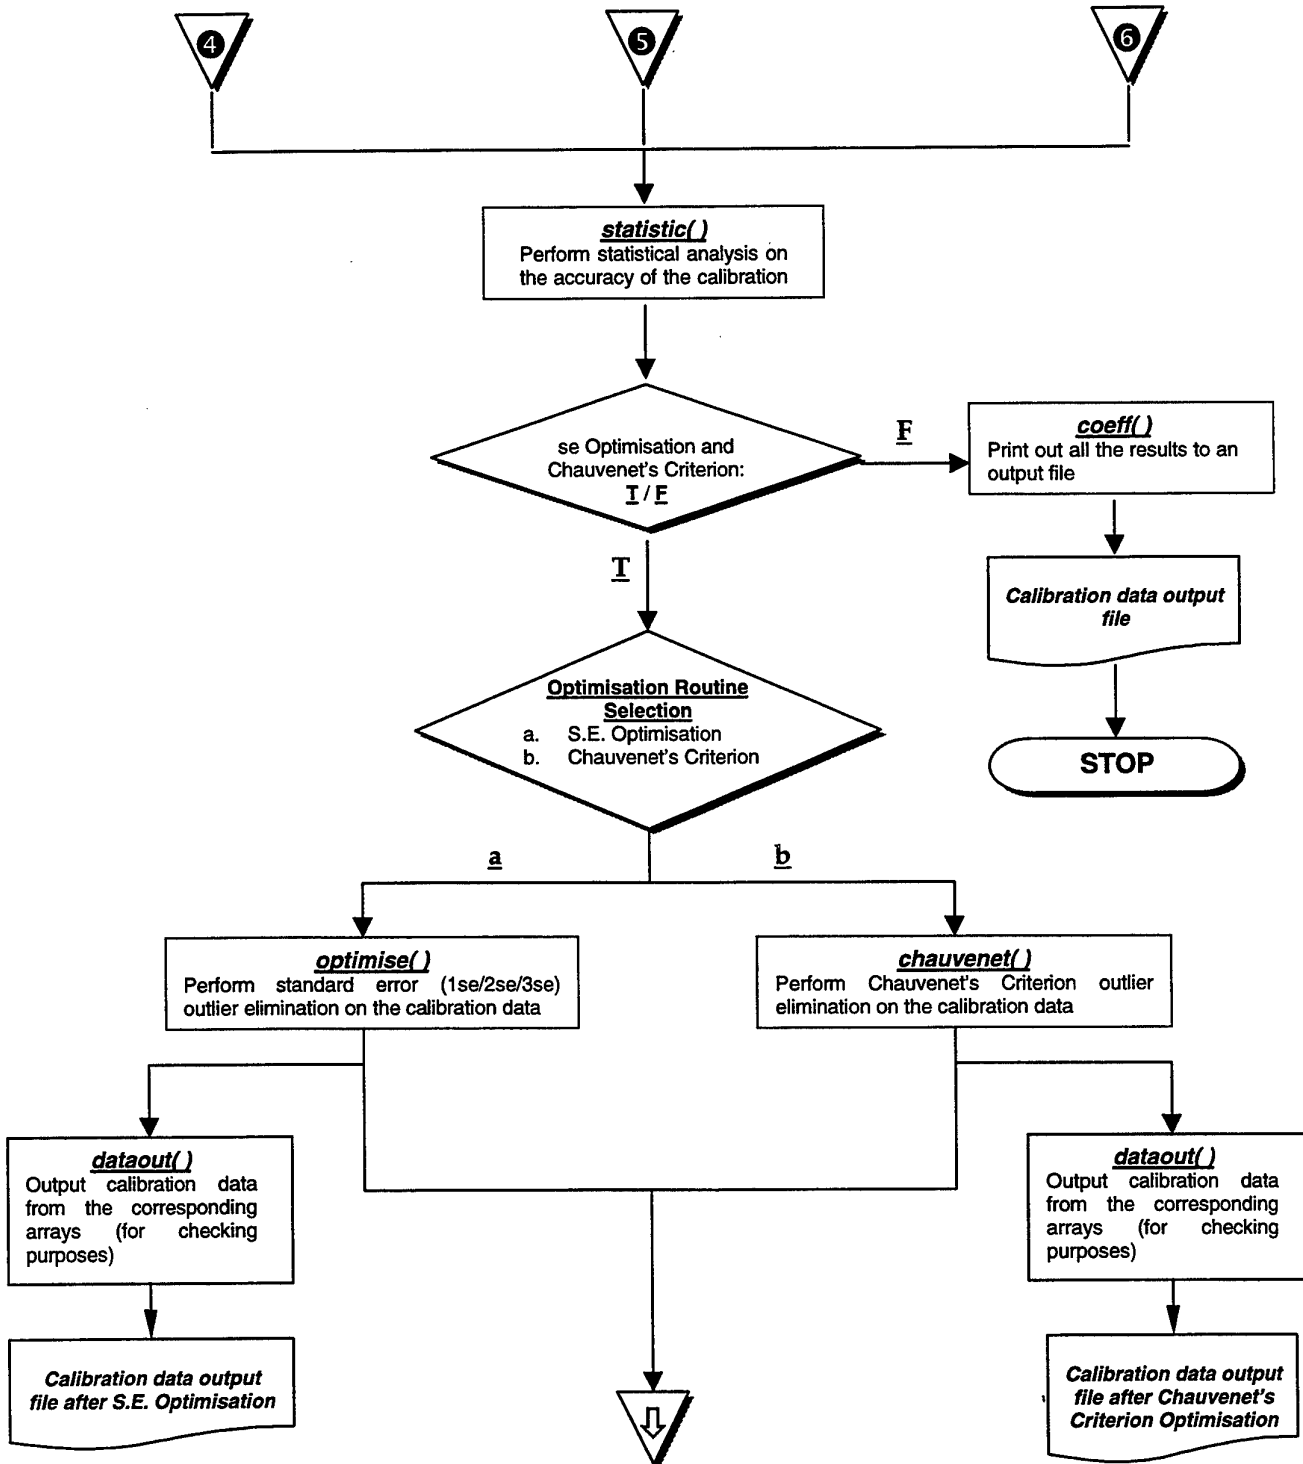 4
5
6
statistic( )
Perform statistical analysis on
the accuracy of the calibration
se Optimisation and
Chauvenet's Criterion:
T / F
F
coeff( )
Print out all the results to an
output file
T
Calibration data output
file
Optimisation Routine
Selection
a. S.E. Optimisation
b. Chauvenet's Criterion
STOP
a
b
optimise( )
Perform standard error (1se/2se/3se)
outlier elimination on the calibration data
chauvenet( )
Perform Chauvenet's Criterion outlier
elimination on the calibration data
dataout( )
Output calibration data
from the corresponding
arrays (for checking
purposes)
dataout( )
Output calibration data
from the corresponding
arrays (for checking
purposes)
Calibration data output
file after S.E. Optimisation
Calibration data output
file after Chauvenet's
Criterion Optimisation